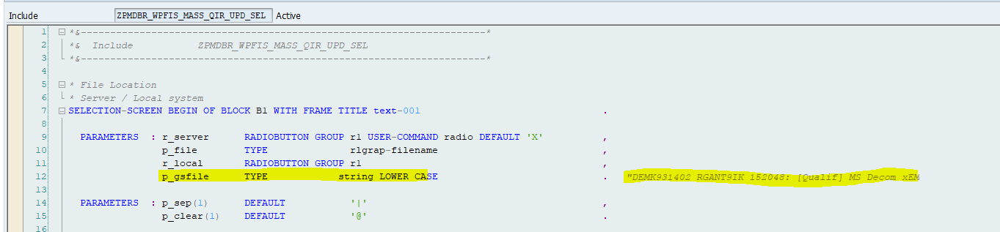 Include ZPMDBR_WPFIS_MASS_QIR_UPD_SEL Active
1 *&---------------------------------------------------------------------*
2 *& Include ZPMDBR_WPFIS_MASS_QIR_UPD_SEL
3 *&---------------------------------------------------------------------*
4
5 * File Location
6 * Server / Local system
7 SELECTION-SCREEN BEGIN OF BLOCK B1 WITH FRAME TITLE text-001 .
8
9 PARAMETERS : r_server RADIOBUTTON GROUP r1 USER-COMMAND radio DEFAULT 'X' ,
10 p_file TYPE rlgrap-filename ,
11 r_local RADIOBUTTON GROUP r1 ,
12 p_gsfile TYPE string LOWER CASE . "DEMK931402 RGANT9IK 152048: [Qualif] MS Decom xEM
13
14 PARAMETERS : p_sep(1) DEFAULT '|' ,
15 p_clear(1) DEFAULT '@' .
16